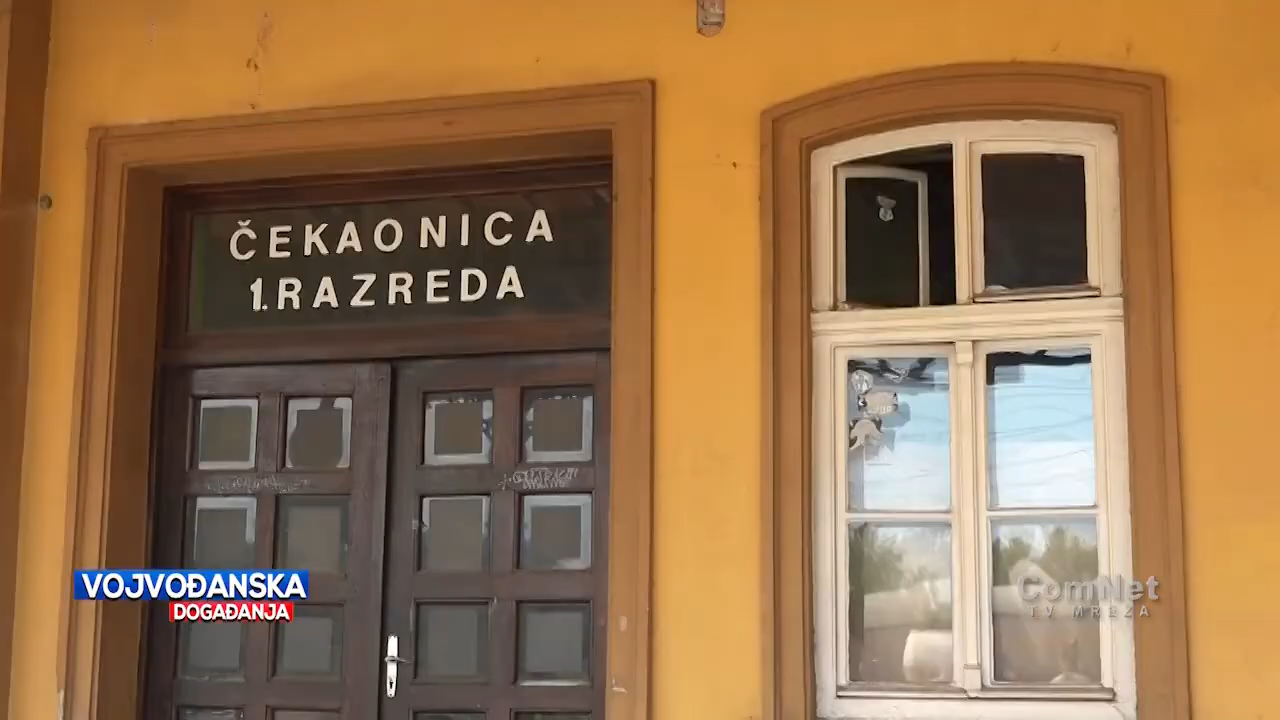 ČEKAONICA
1. RAZREDA
VOJVOĐANSKA
DOGAĐANJA
ComNet
TV MREŽA